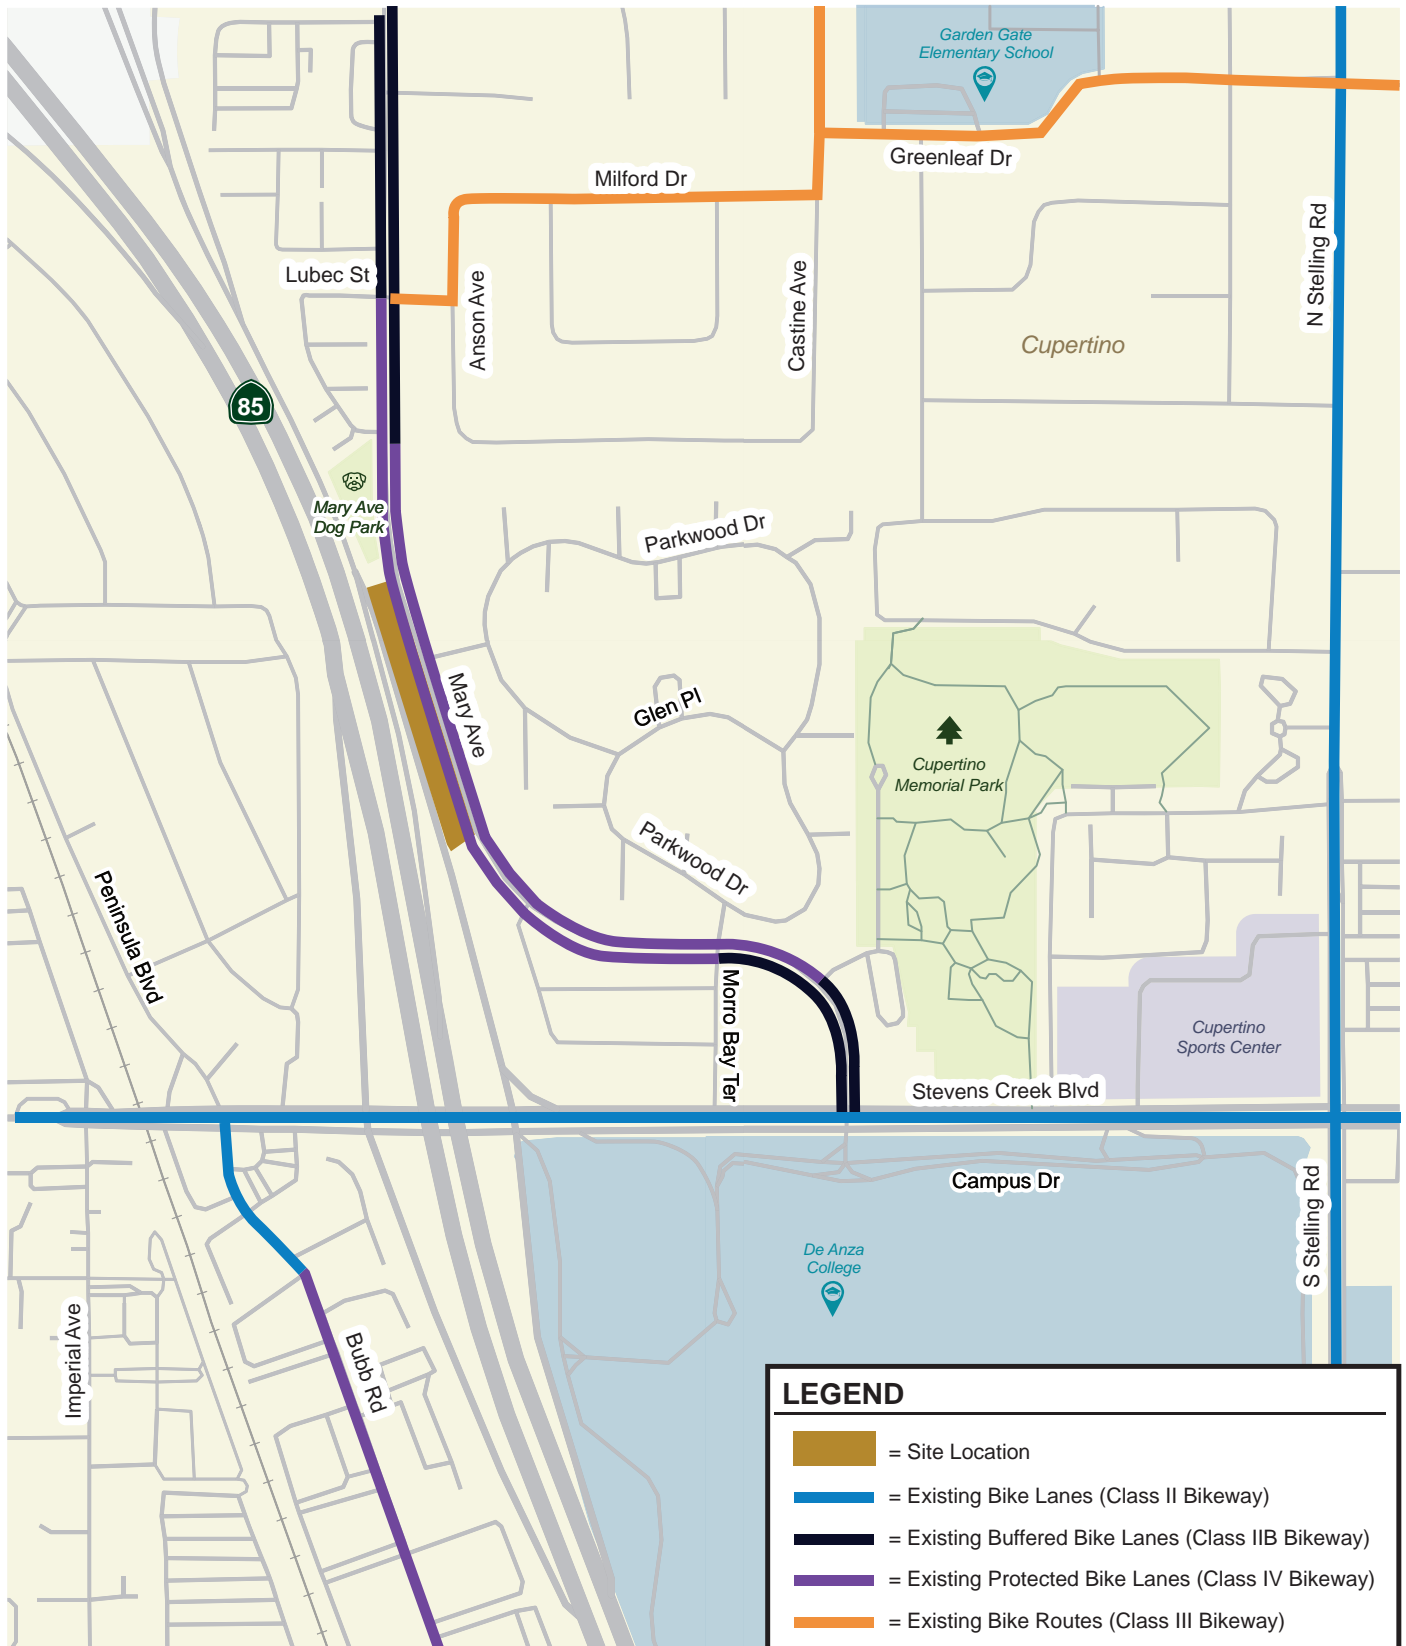 Garden Gate
Elementary School
Greenleaf Dr
Milford Dr
Lubec St
Anson Ave
Castine Ave
N Stelling Rd
Cupertino
85
Mary Ave
Dog Park
Parkwood Dr
Mary Ave
Glen Pl
Cupertino
Memorial Park
Parkwood Dr
Peninsula Blvd
Morro Bay Ter
Cupertino
Sports Center
Stevens Creek Blvd
Campus Dr
S Stelling Rd
De Anza
College
Imperial Ave
Bubb Rd
LEGEND
= Site Location
= Existing Bike Lanes (Class II Bikeway)
= Existing Buffered Bike Lanes (Class IIB Bikeway)
= Existing Protected Bike Lanes (Class IV Bikeway)
= Existing Bike Routes (Class III Bikeway)